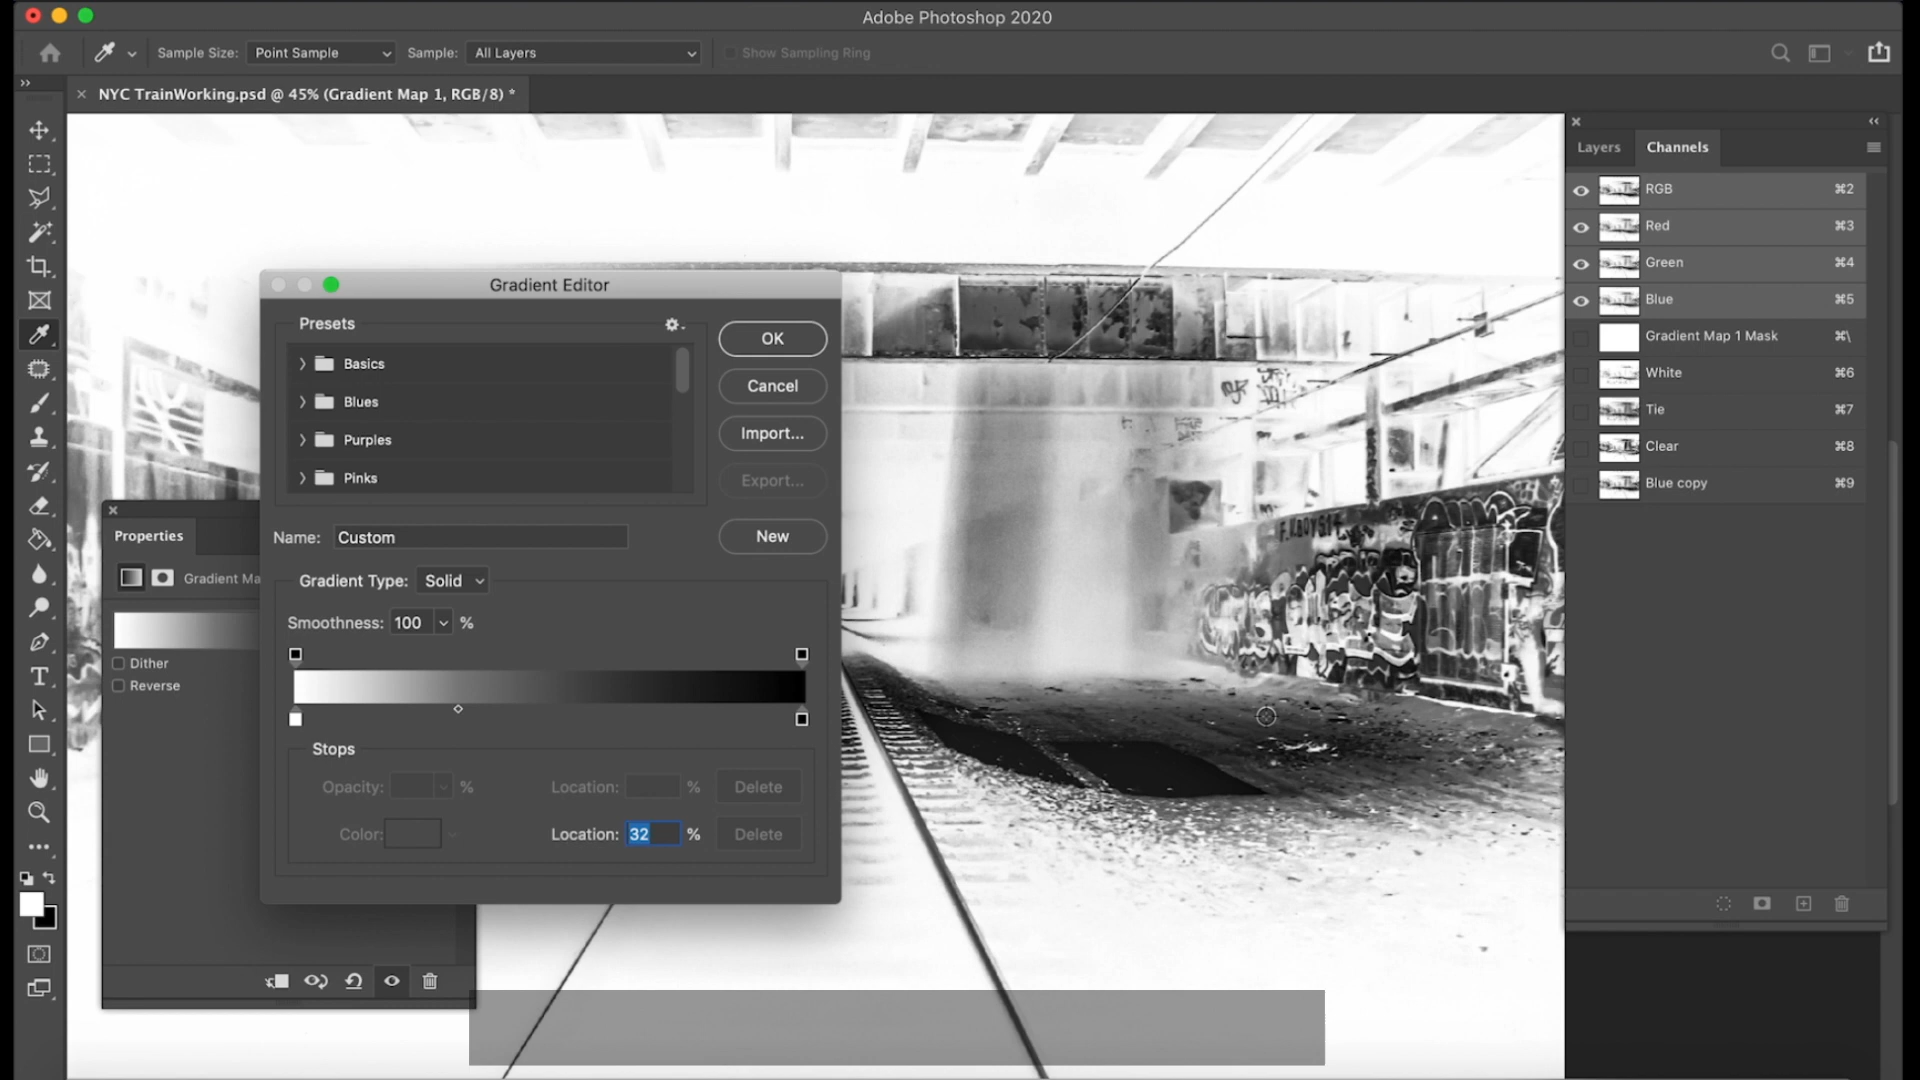 Adobe Photoshop 2020
Sample Size: Point Sample Sample: All Layers Show Sampling Ring
NYC TrainWorking.psd @ 45% (Gradient Map 1, RGB/8) *
Layers Channels
RGB ⌘2
Red ⌘3
Green ⌘4
Blue ⌘5
Gradient Map 1 Mask ⌘\
White ⌘6
Tie ⌘7
Clear ⌘8
Blue copy ⌘9
Gradient Editor
Presets
Basics
Blues
Purples
Pinks
OK
Cancel
Import...
Export...
New
Name: Custom
Gradient Type: Solid
Smoothness: 100 %
Stops
Opacity: % Location: % Delete
Color: Location: 32 % Delete
Properties
Gradient Ma
Dither
Reverse